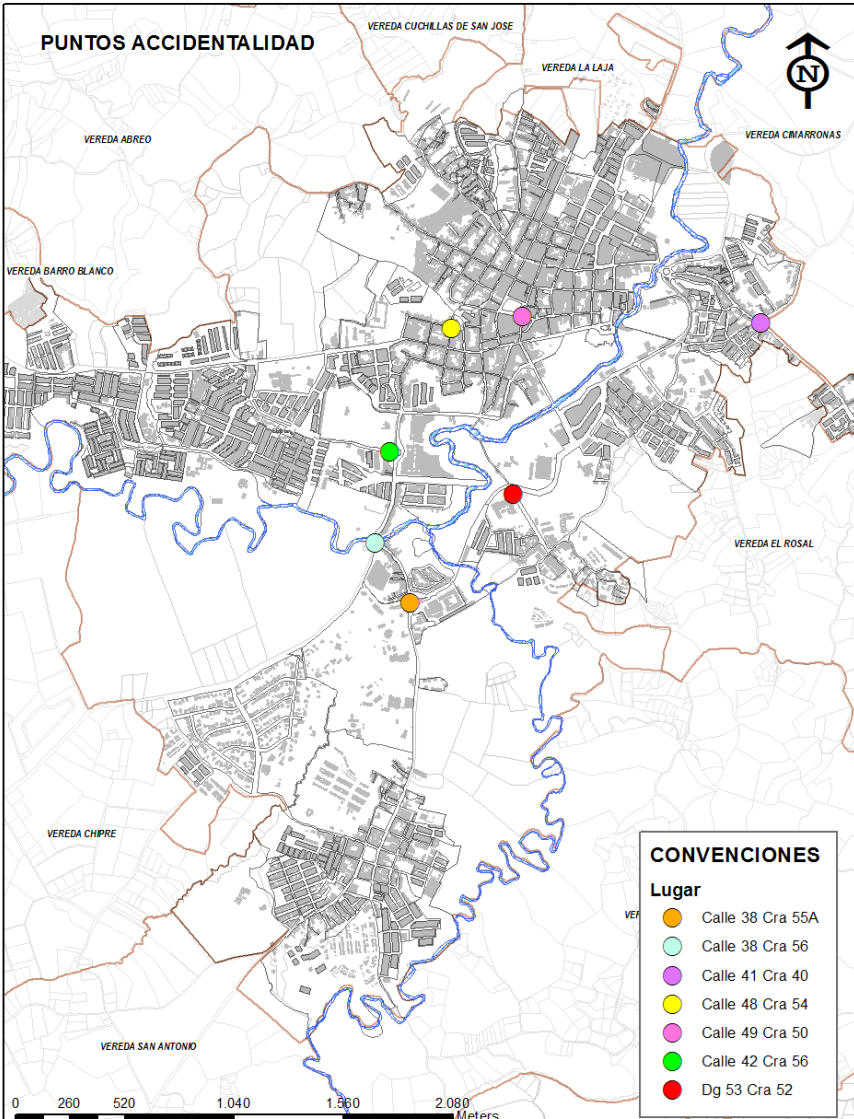 VEREDA CUCHILLAS DE SAN JOSE
PUNTOS ACCIDENTALIDAD
N
VEREDA LA LAJA
VEREDA CIMARRONAS
VEREDA ABREO
VEREDA BARRO BLANCO
VEREDA EL ROSAL
VEREDA CHIPRE
VEREDA SAN ANTONIO
CONVENCIONES
Lugar
Calle 38 Cra 55A
Calle 38 Cra 56
Calle 41 Cra 40
Calle 48 Cra 54
Calle 49 Cra 50
Calle 42 Cra 56
Dg 53 Cra 52
0 260 520 1.040 1.560 2.080
Meters